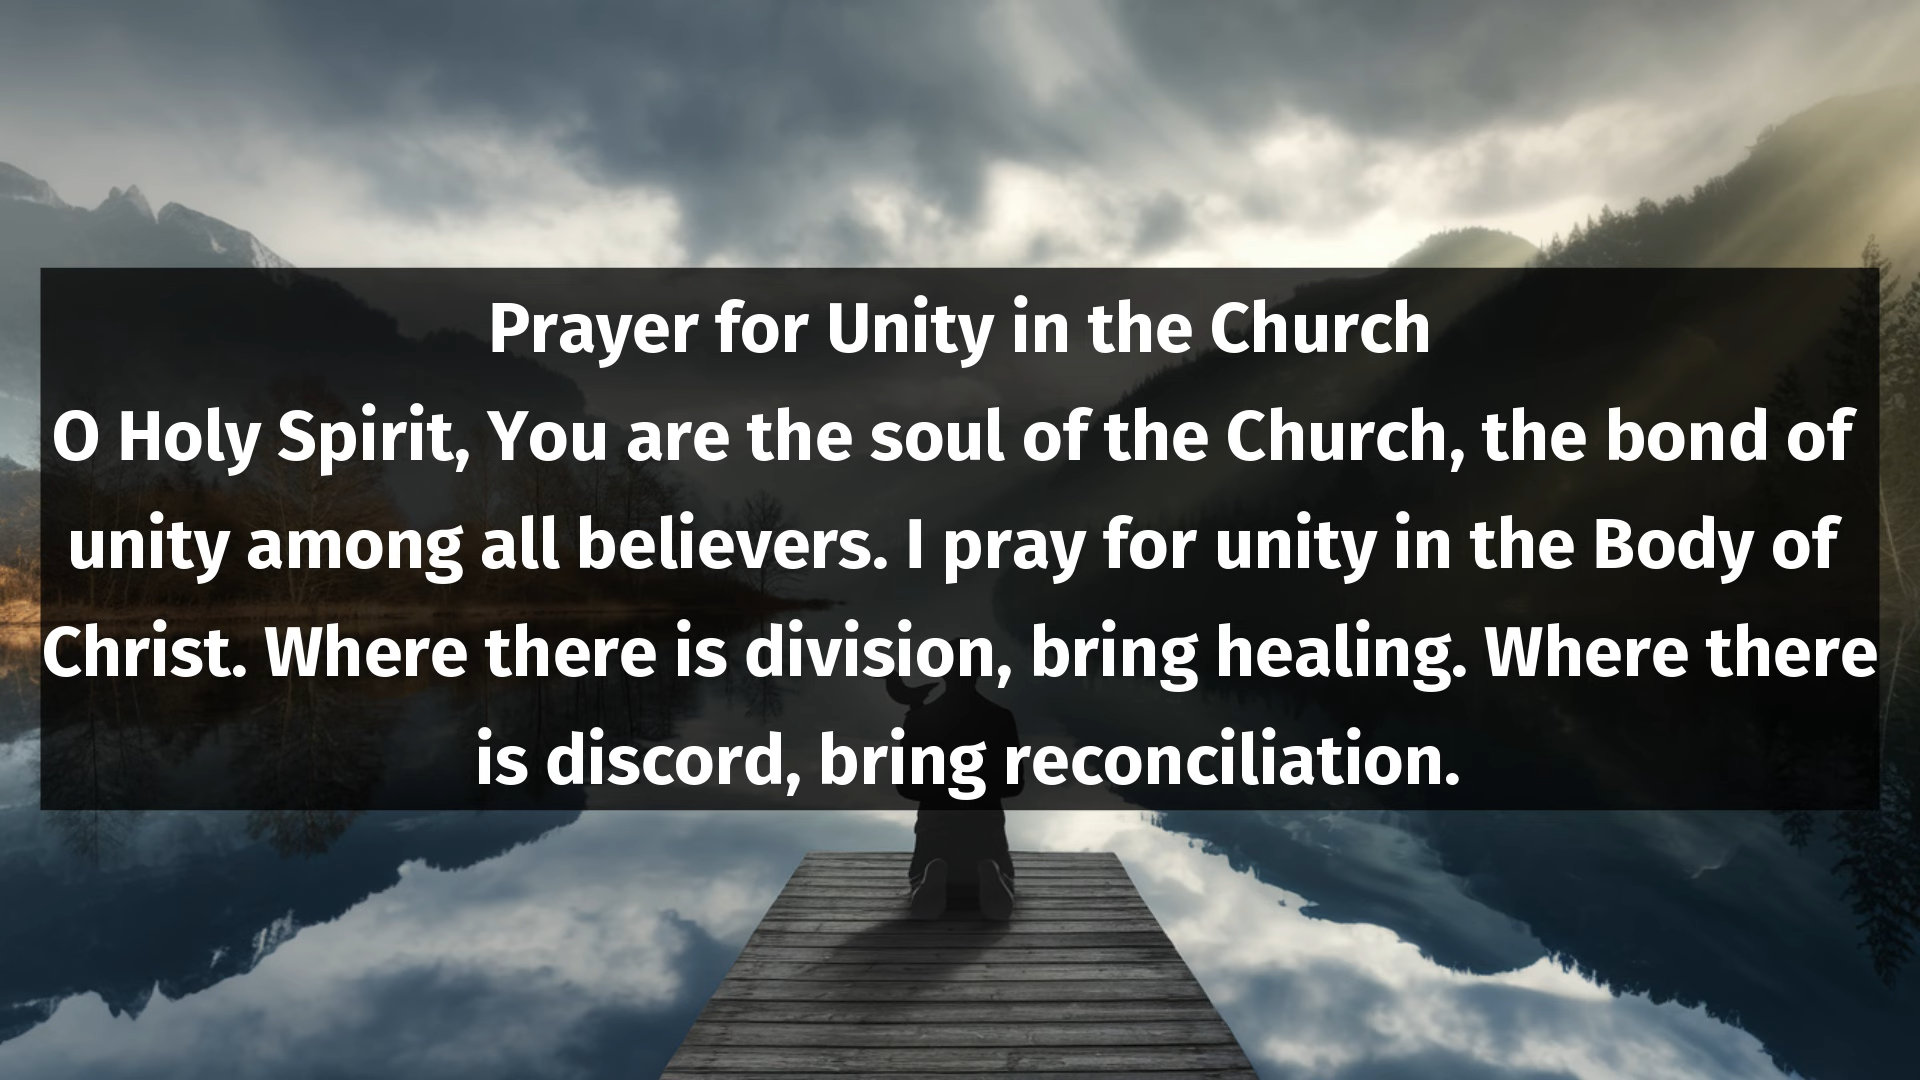 Prayer for Unity in the Church
O Holy Spirit, You are the soul of the Church, the bond of
unity among all believers. I pray for unity in the Body of
Christ. Where there is division, bring healing. Where there
is discord, bring reconciliation.